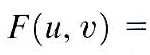 F(u, v) =